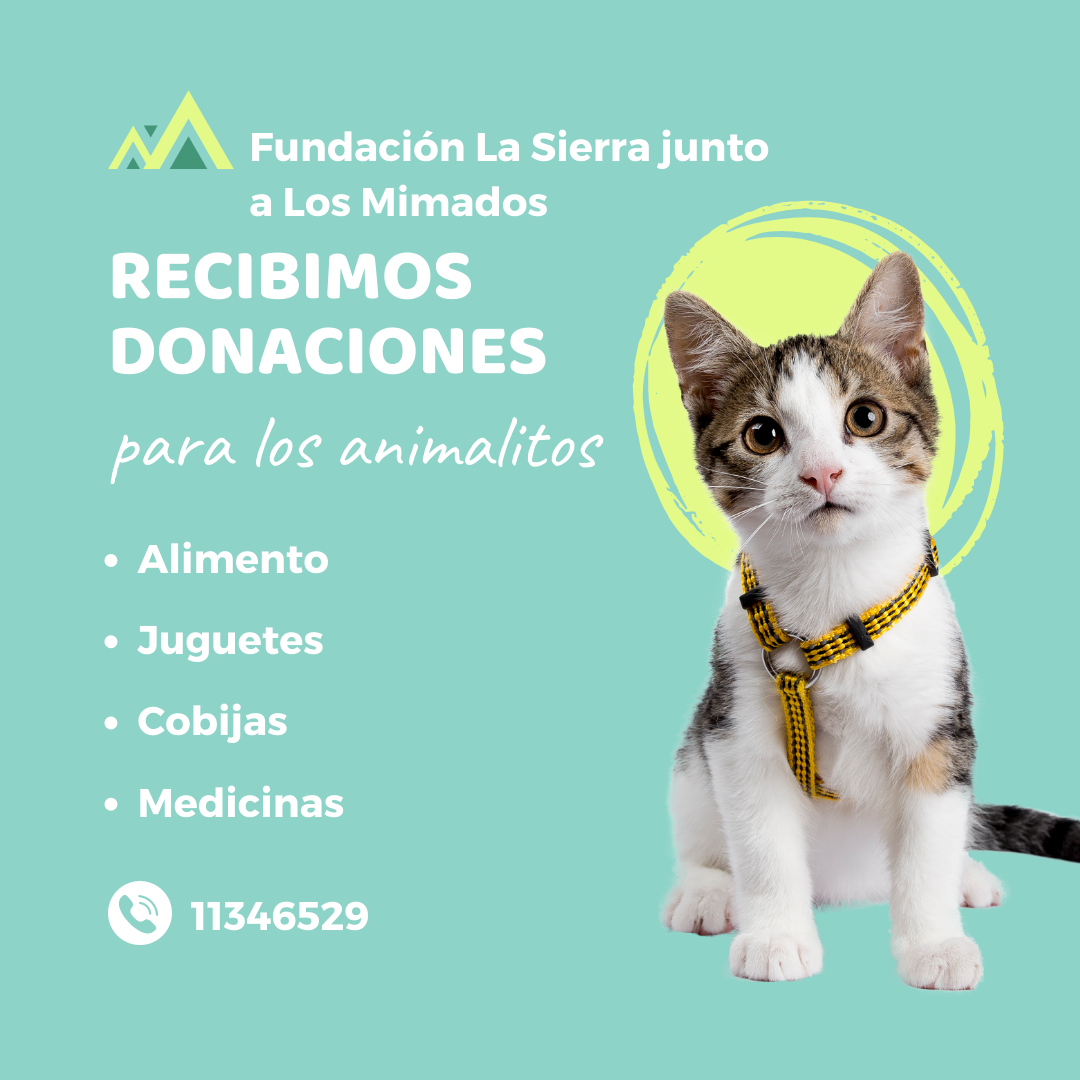 Fundación La Sierra junto
a Los Mimados
RECIBIMOS
DONACIONES
para los animalitos
• Alimento
• Juguetes
• Cobijas
• Medicinas
11346529